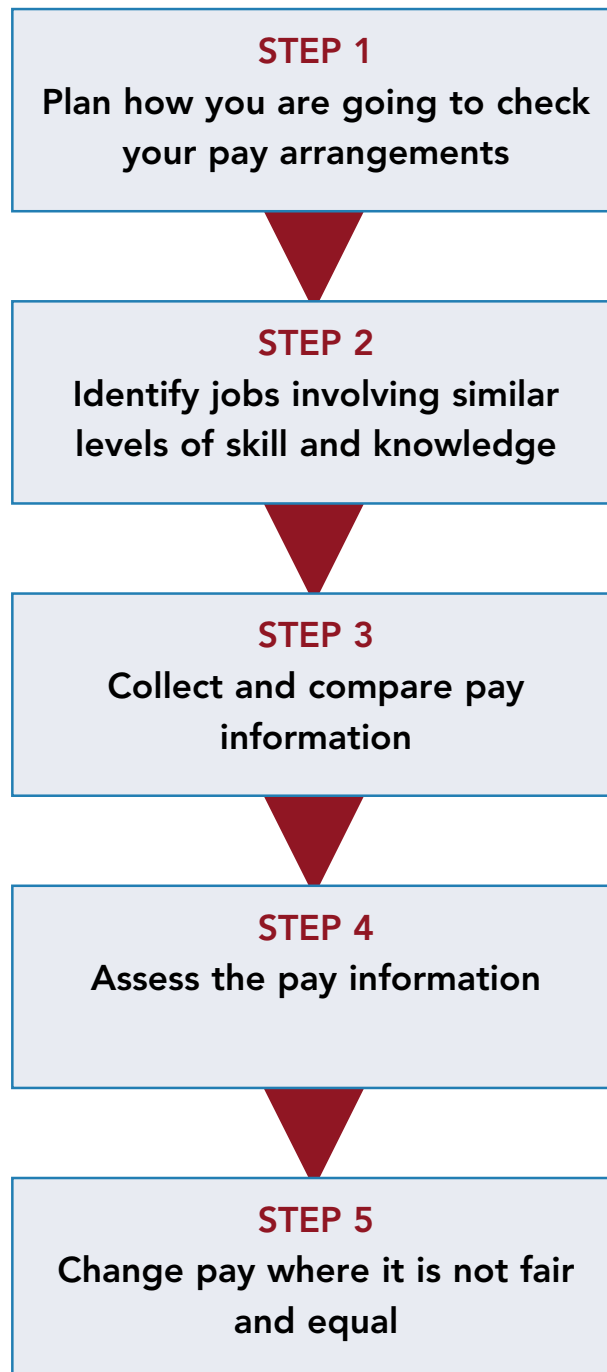 STEP 1
Plan how you are going to check
your pay arrangements
STEP 2
Identify jobs involving similar
levels of skill and knowledge
STEP 3
Collect and compare pay
information
STEP 4
Assess the pay information
STEP 5
Change pay where it is not fair
and equal